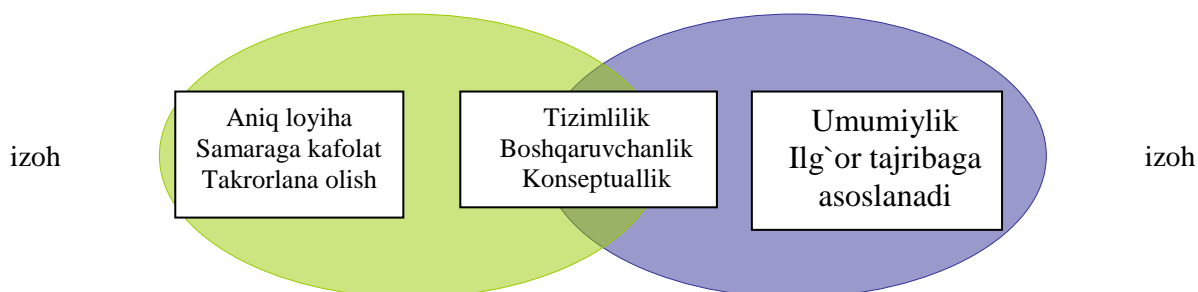 izoh
Aniq loyiha
Samaraga kafolat
Takrorlana olish
Tizimlilik
Boshqaruvchanlik
Konseptuallik
Umumiylik
Ilg`or tajribaga
asoslanadi
izoh